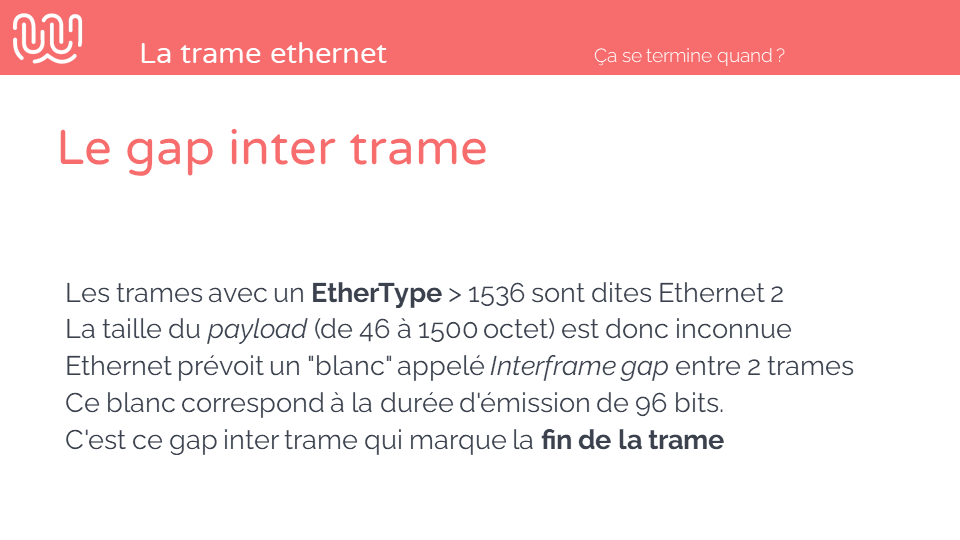 La trame ethernet
Ça se termine quand ?
Le gap inter trame
Les trames avec un EtherType > 1536 sont dites Ethernet 2
La taille du payload (de 46 à 1500 octet) est donc inconnue
Ethernet prévoit un "blanc" appelé Interframe gap entre 2 trames
Ce blanc correspond à la durée d'émission de 96 bits.
C'est ce gap inter trame qui marque la fin de la trame